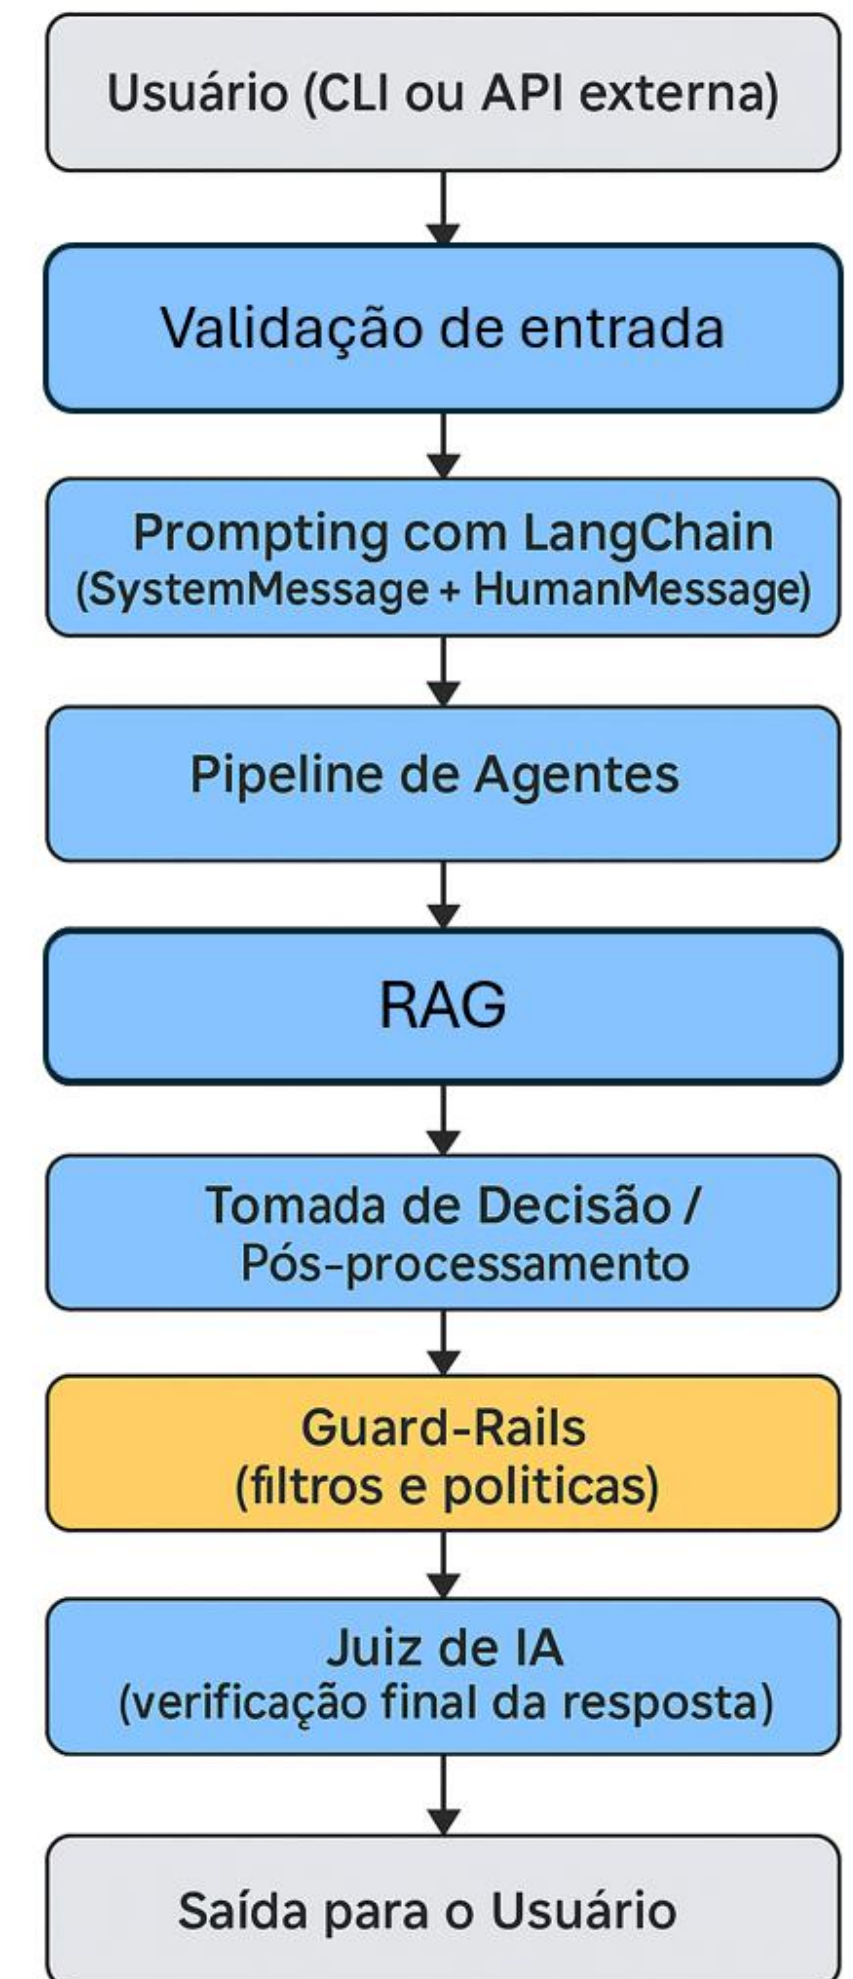 Usuário (CLI ou API externa)
Validação de entrada
Prompting com LangChain
(SystemMessage + HumanMessage)
Pipeline de Agentes
RAG
Tomada de Decisão /
Pós-processamento
Guard-Rails
(filtros e politicas)
Juiz de IA
(verificação final da resposta)
Saída para o Usuário